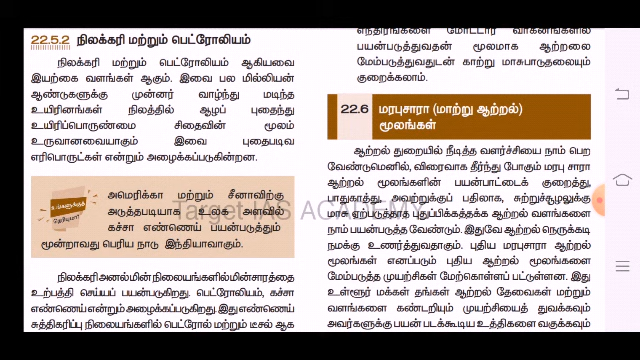 22.5.2 நிலக்கரி மற்றும் பெட்ரோலியம்
நிலக்கரி மற்றும் பெட்ரோலியம் ஆகியவை
இயற்கை வளங்கள் ஆகும். இவை பல மில்லியன்
ஆண்டுகளுக்கு முன்னர் வாழ்ந்து மடிந்த
உயிரினங்கள் நிலத்தில் ஆழப் புதைந்து
உயிர்ப்பொருண்மை சிதைவின் மூலம்
உருவானவையாகும் இவை புதைபடிவ
எரிபொருட்கள் என்றும் அழைக்கப்படுகின்றன.
உங்களுக்குத் தெரியுமா?
அமெரிக்கா மற்றும் சீனாவிற்கு
அடுத்தபடியாக உலக அளவில்
கச்சா எண்ணெய் பயன்படுத்தும்
மூன்றாவது பெரிய நாடு இந்தியாவாகும்.
நிலக்கரி அனல் மின் நிலையங்களில் மின்சாரத்தை
உற்பத்தி செய்யப் பயன்படுகிறது. பெட்ரோலியம், கச்சா
எண்ணெய் என்றும் அழைக்கப்படுகிறது. இது எண்ணெய்
சுத்திகரிப்பு நிலையங்களில் பெட்ரோல் மற்றும் டீசல் ஆக
எந்திரங்களை மோட்டார் வாகனங்களில்
பயன்படுத்துவதன் மூலமாக ஆற்றலை
மேம்படுத்துவதுடன் காற்று மாசுபாடுதலையும்
குறைக்கலாம்.
22.6 மரபுசாரா (மாற்று ஆற்றல்)
மூலங்கள்
ஆற்றல் துறையில் நீடித்த வளர்ச்சியை நாம் பெற
வேண்டுமெனில், விரைவாக தீர்ந்து போகும் மரபு சாரா
ஆற்றல் மூலங்களின் பயன்பாட்டைக் குறைத்து,
பாதுகாத்து, அவற்றுக்குப் பதிலாக, சுற்றுச்சூழலுக்கு
மாசு ஏற்படுத்தாத புதுப்பிக்கத்தக்க ஆற்றல் வளங்களை
நாம் பயன்படுத்த வேண்டும். இதுவே ஆற்றல் நெருக்கடி
நமக்கு உணர்த்துவதாகும். புதிய மரபுசாரா ஆற்றல்
மூலங்கள் எனப்படும் புதிய ஆற்றல் மூலங்களை
மேம்படுத்த முயற்சிகள் மேற்கொள்ளப் பட்டுள்ளன. இது
உள்ளூர் மக்கள் தங்கள் ஆற்றல் தேவைகள் மற்றும்
வளங்களை கண்டறியும் முயற்சியைத் துவக்கவும்
அவர்களுக்கு பயன் படக்கூடிய உத்திகளை வகுக்கவும்
Target IAS